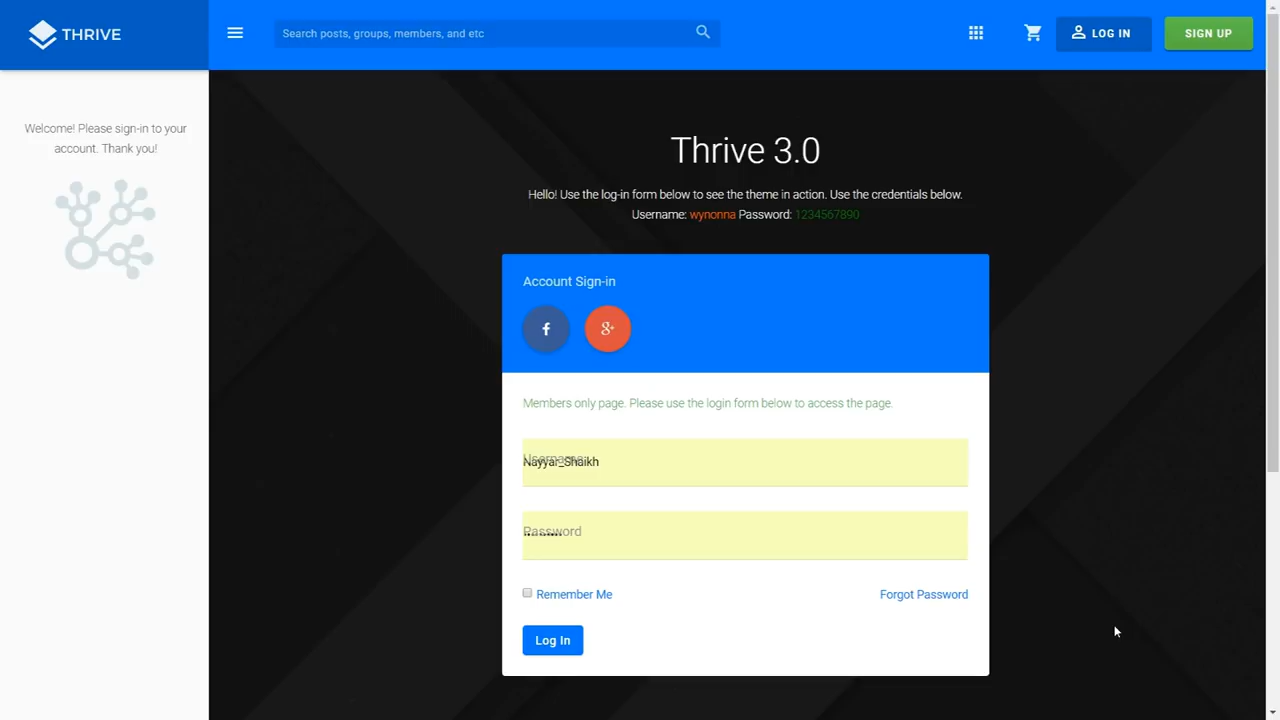 THRIVE
Search posts, groups, members, and etc
LOG IN
SIGN UP
Welcome! Please sign-in to your
account. Thank you!
Thrive 3.0
Hello! Use the log-in form below to see the theme in action. Use the credentials below.
Username: wynonna Password: 1234567890
Account Sign-in
f
g+
Members only page. Please use the login form below to access the page.
Username
Nayyar_Shaikh
Password
Remember Me
Forgot Password
Log In